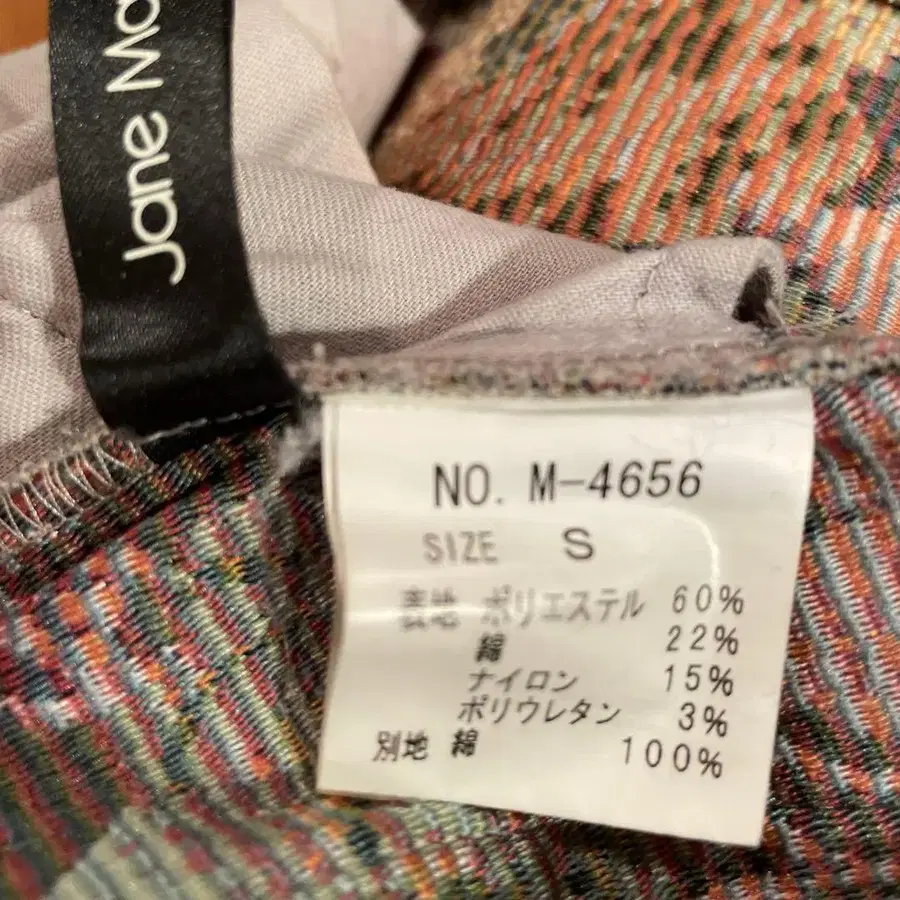 Jane Ma
NO. M-4656
SIZE S
表地 ポリエステル 60%
綿 22%
ナイロン 15%
ポリウレタン 3%
別地 綿 100%